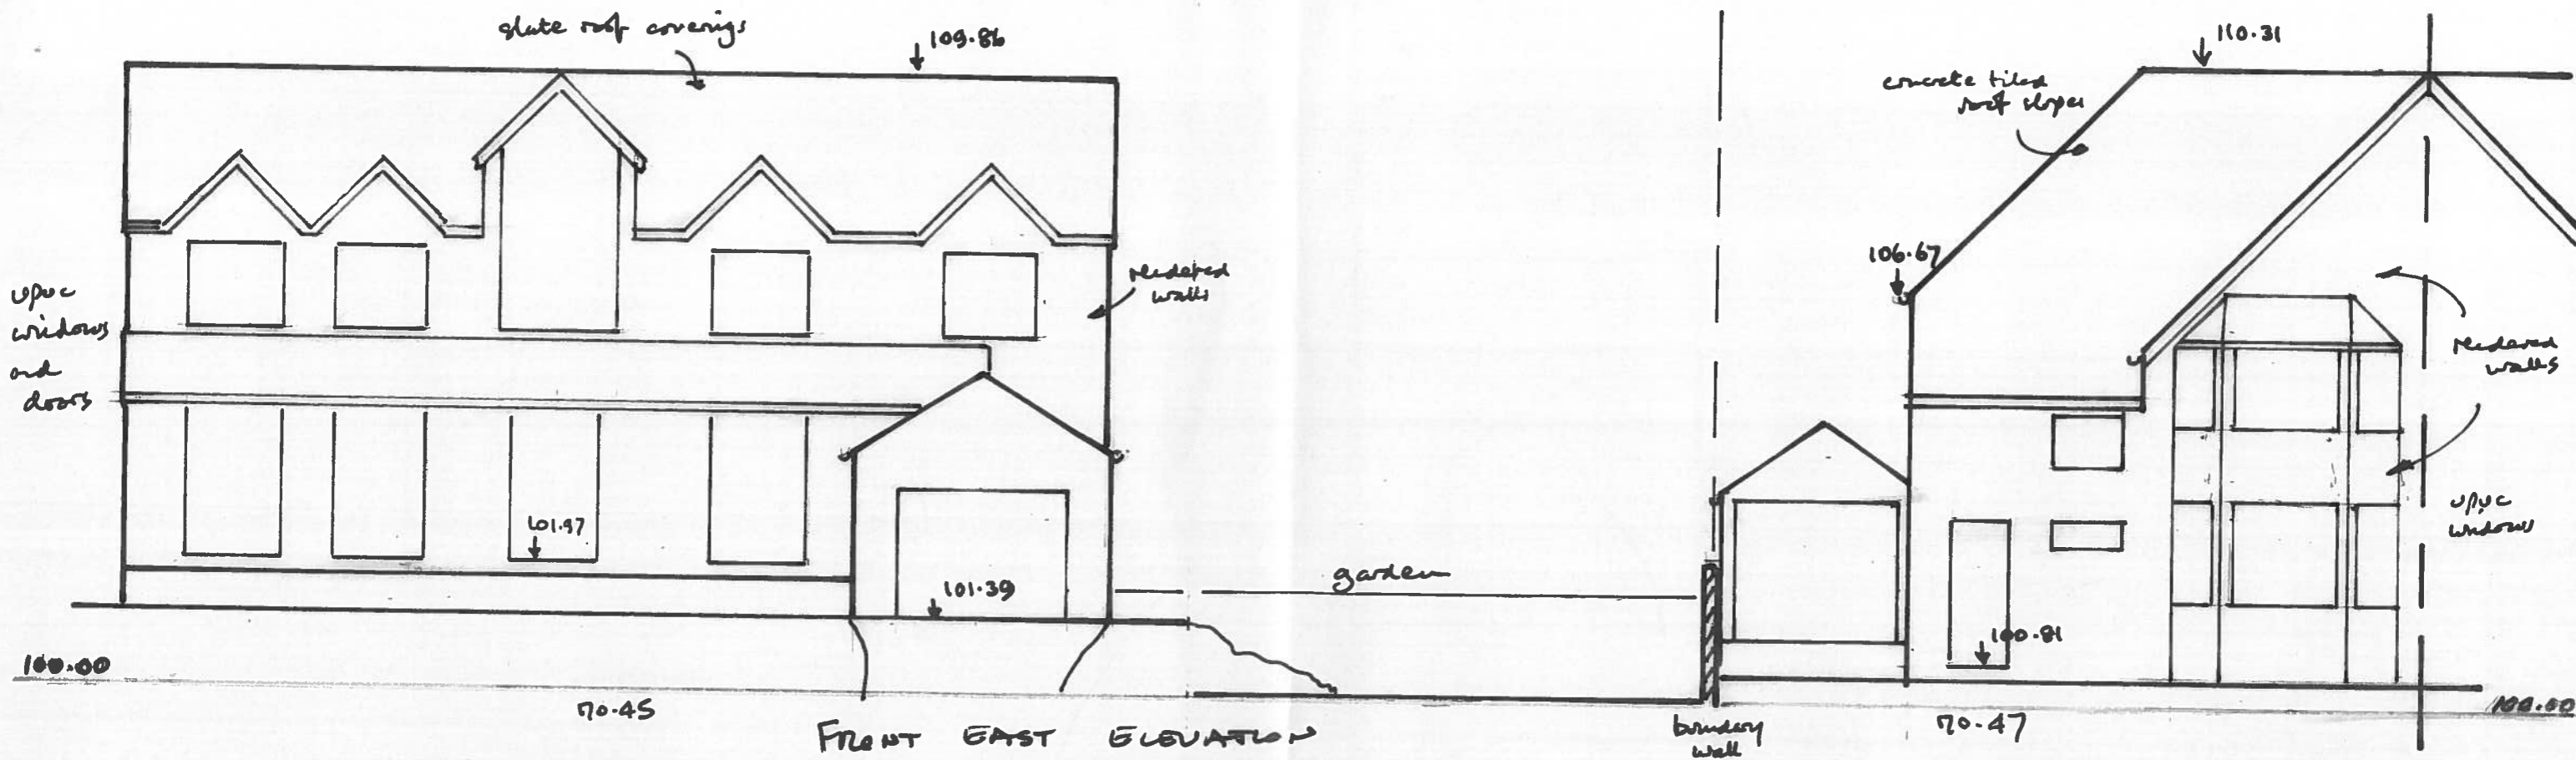 slate roof coverings
109.86
110.31
concrete tiled
roof slopes
106.67
rendered
walls
upvc
windows
and
doors
rendered
walls
upvc
windows
101.47
101.39
garden
100.81
100.00
100.00
70.45
FRONT EAST ELEVATION
boundary
wall
70.47